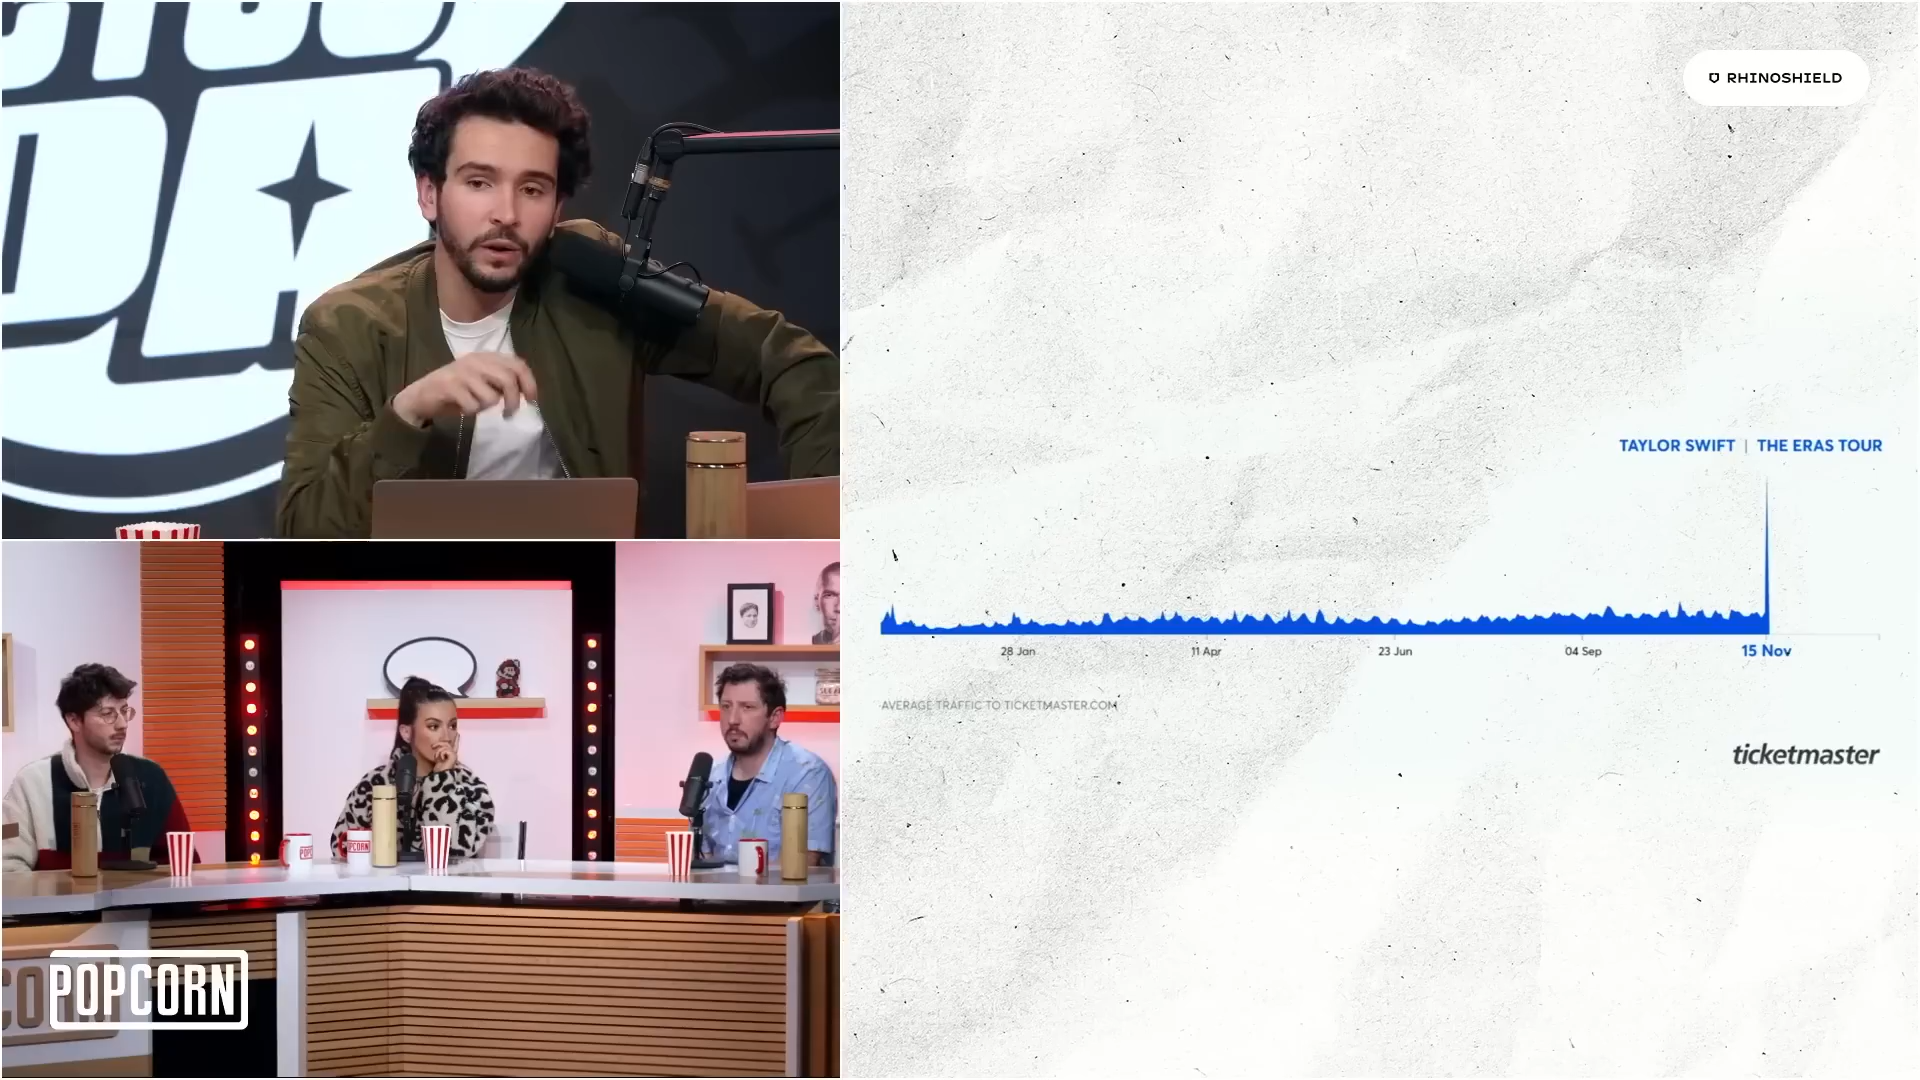 RHINOSHIELD
TAYLOR SWIFT | THE ERAS TOUR
28 Jan
11 Apr
23 Jun
04 Sep
15 Nov
AVERAGE TRAFFIC TO TICKETMASTER.COM
ticketmaster
POPCORN
POPCORN